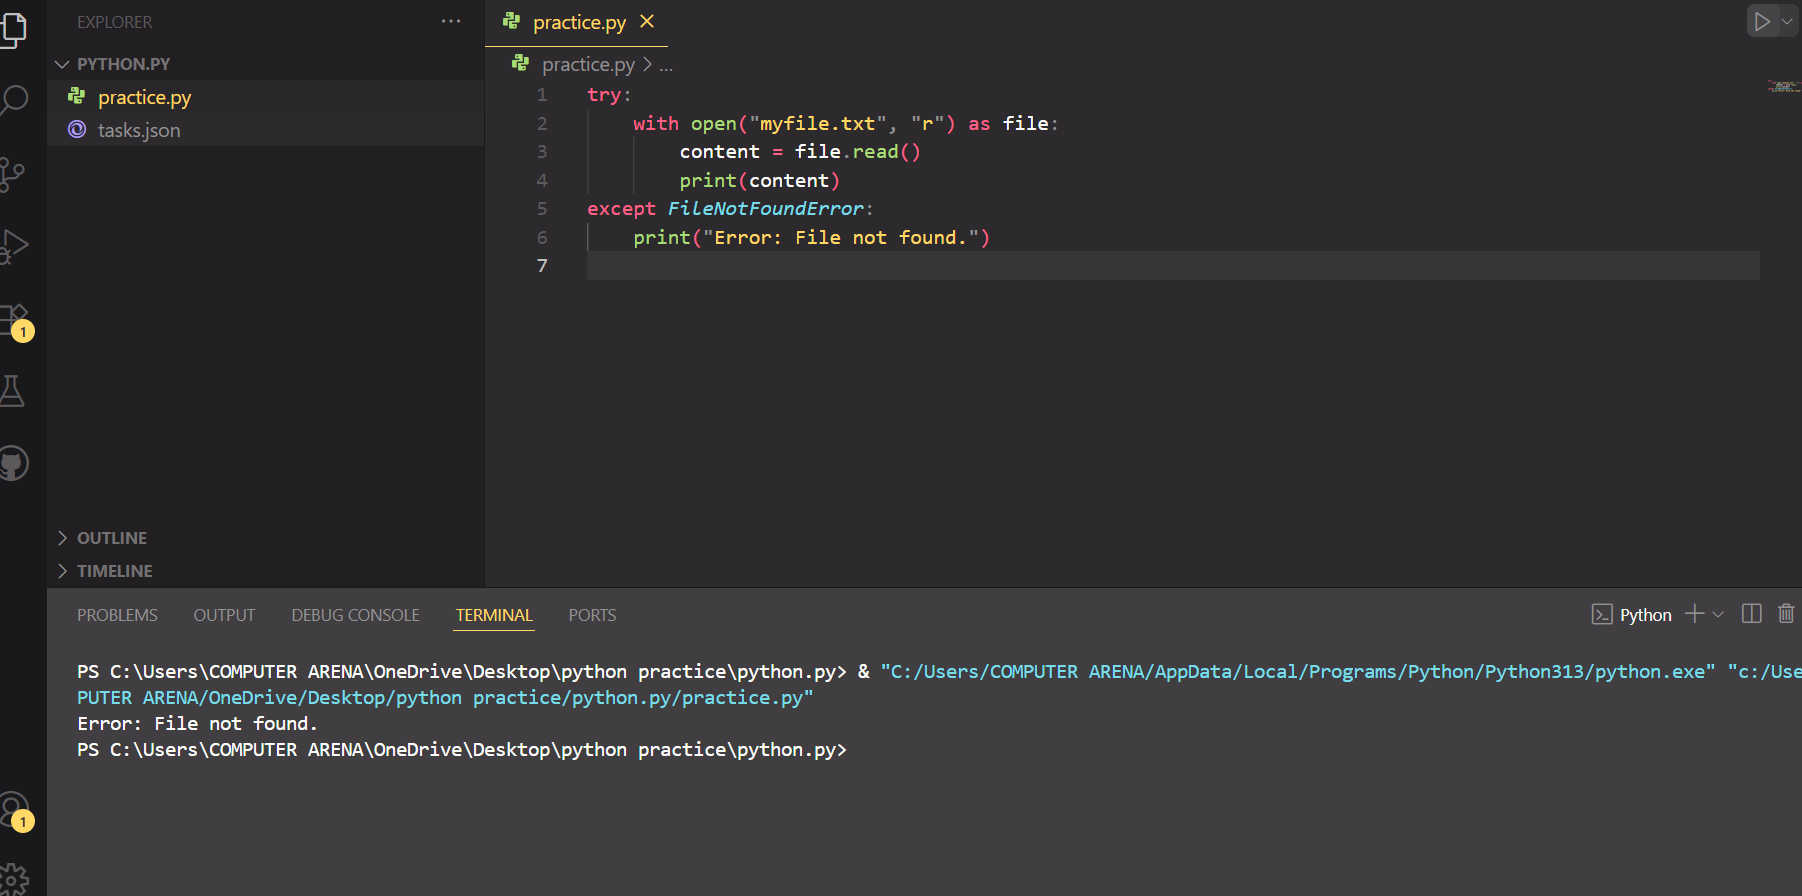 EXPLORER
...
PYTHON.PY
practice.py
tasks.json
OUTLINE
TIMELINE
1
1
practice.py
practice.py > ...
1 try:
2     with open("myfile.txt", "r") as file:
3         content = file.read()
4         print(content)
5 except FileNotFoundError:
6     print("Error: File not found.")
7
PROBLEMS OUTPUT DEBUG CONSOLE TERMINAL PORTS
Python
PS C:\Users\COMPUTER ARENA\OneDrive\Desktop\python practice\python.py> & "C:/Users/COMPUTER ARENA/AppData/Local/Programs/Python/Python313/python.exe" "c:/Use
PUTER ARENA/OneDrive/Desktop/python practice/python.py/practice.py"
Error: File not found.
PS C:\Users\COMPUTER ARENA\OneDrive\Desktop\python practice\python.py>